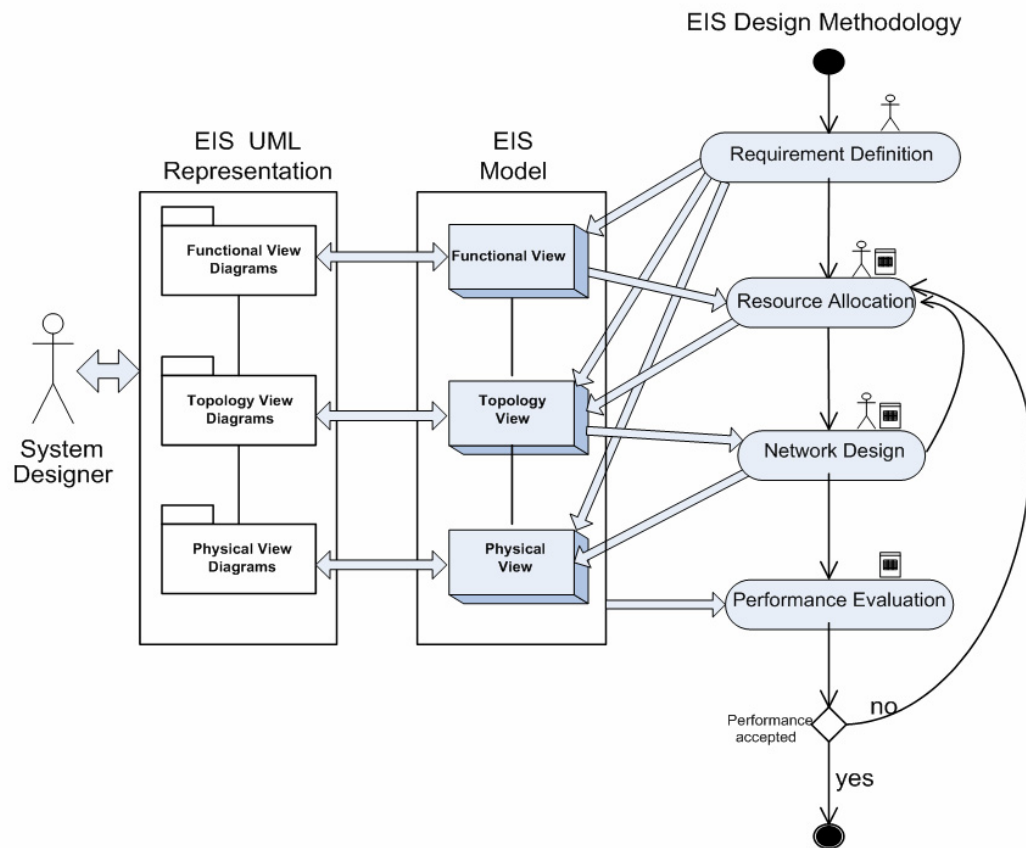 EIS Design Methodology
EIS UML
Representation
EIS
Model
Requirement Definition
Functional View
Diagrams
Functional View
Resource Allocation
System
Designer
Topology View
Diagrams
Topology
View
Network Design
Physical View
Diagrams
Physical
View
Performance Evaluation
Performance
accepted
no
yes